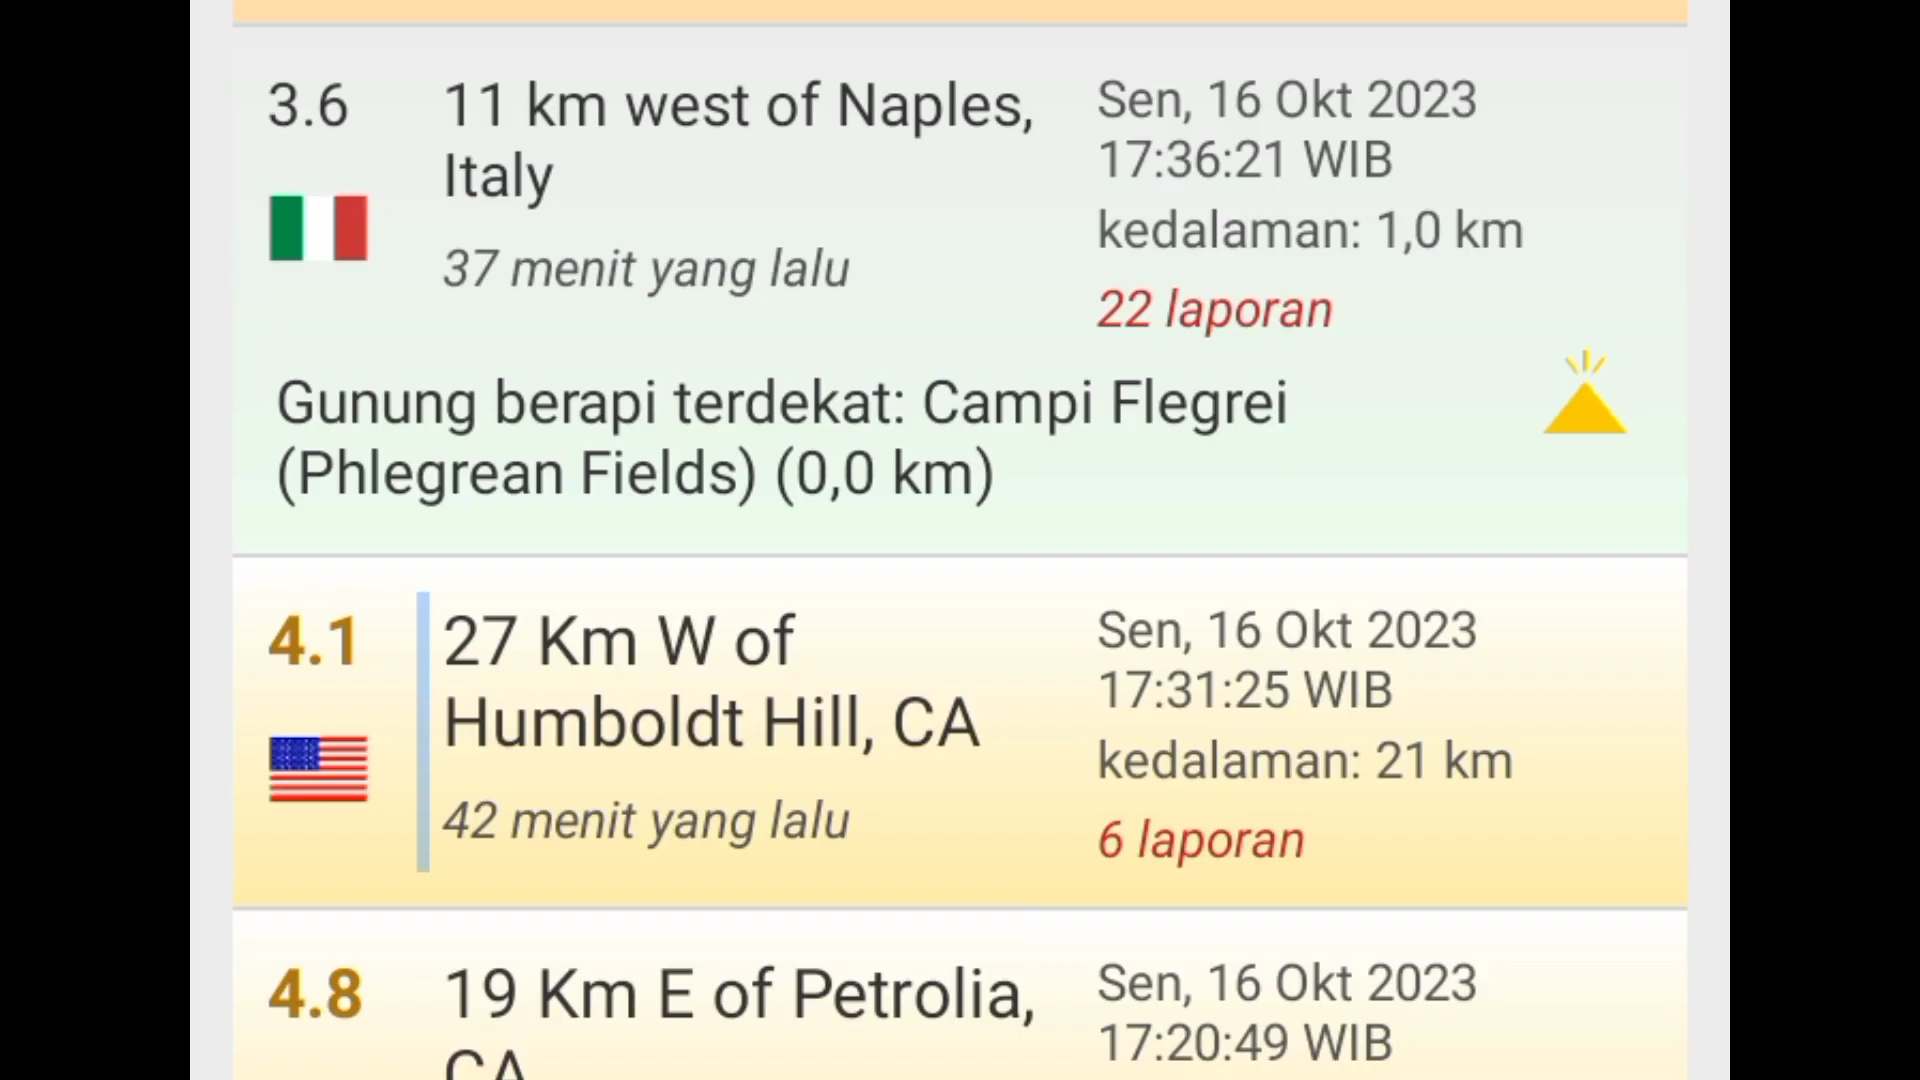 3.6
11 km west of Naples,
Italy
37 menit yang lalu
Sen, 16 Okt 2023
17:36:21 WIB
kedalaman: 1,0 km
22 laporan
Gunung berapi terdekat: Campi Flegrei
(Phlegrean Fields) (0,0 km)
4.1
27 Km W of
Humboldt Hill, CA
42 menit yang lalu
Sen, 16 Okt 2023
17:31:25 WIB
kedalaman: 21 km
6 laporan
4.8
19 Km E of Petrolia,
CA
Sen, 16 Okt 2023
17:20:49 WIB